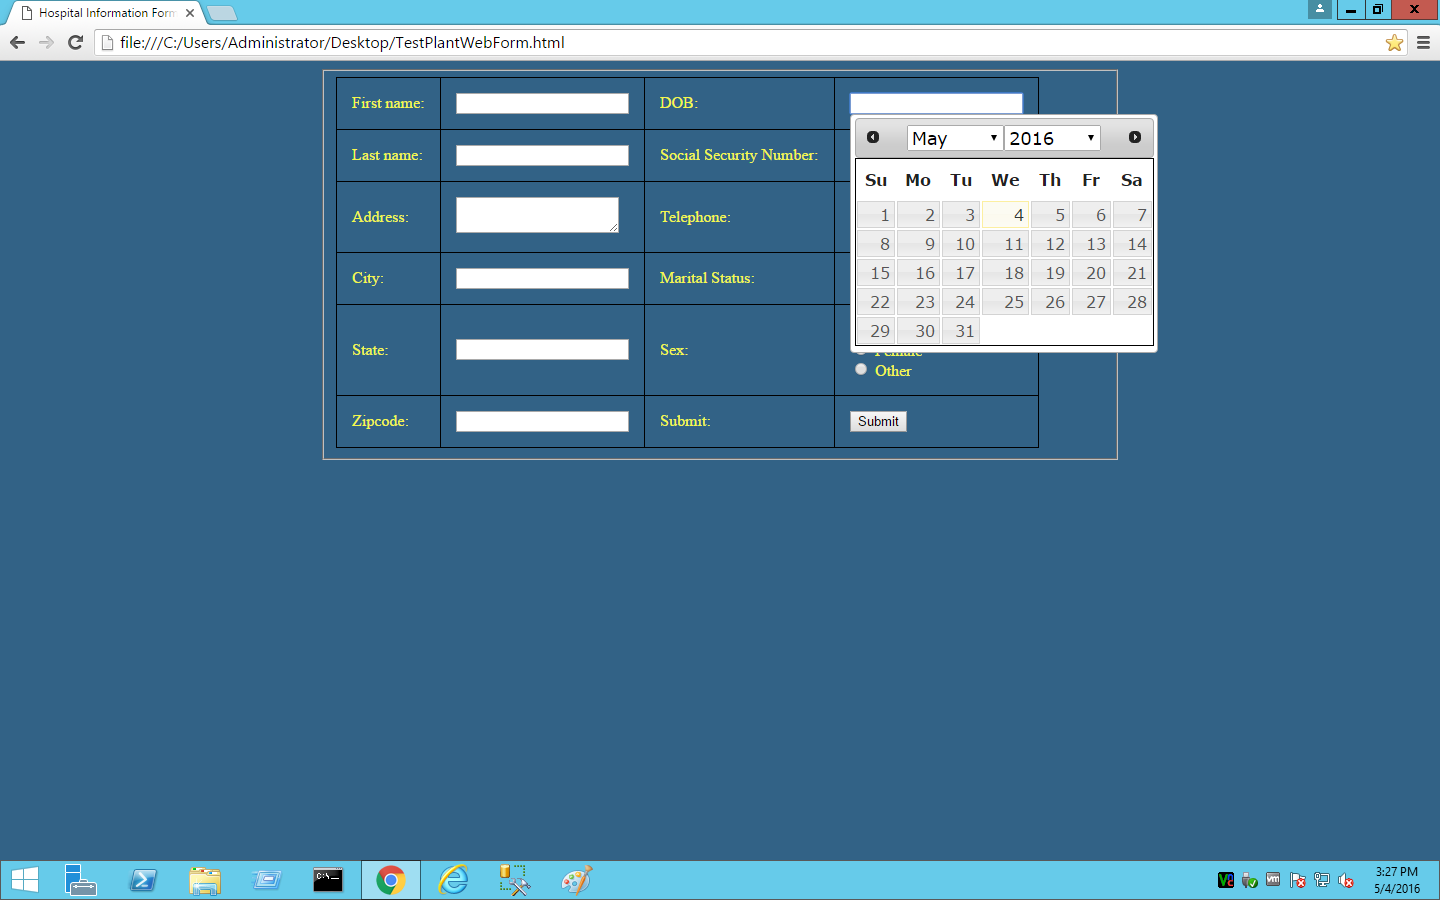 Hospital Information Form
file:///C:/Users/Administrator/Desktop/TestPlantWebForm.html
First name: DOB:
May 2016
Last name: Social Security Number:
Su Mo Tu We Th Fr Sa
Address: Telephone:
1 2 3 4 5 6 7
8 9 10 11 12 13 14
City: Marital Status:
15 16 17 18 19 20 21
22 23 24 25 26 27 28
29 30 31
State: Sex:
Female
Other
Zipcode: Submit: Submit
C:\_
3:27 PM
5/4/2016